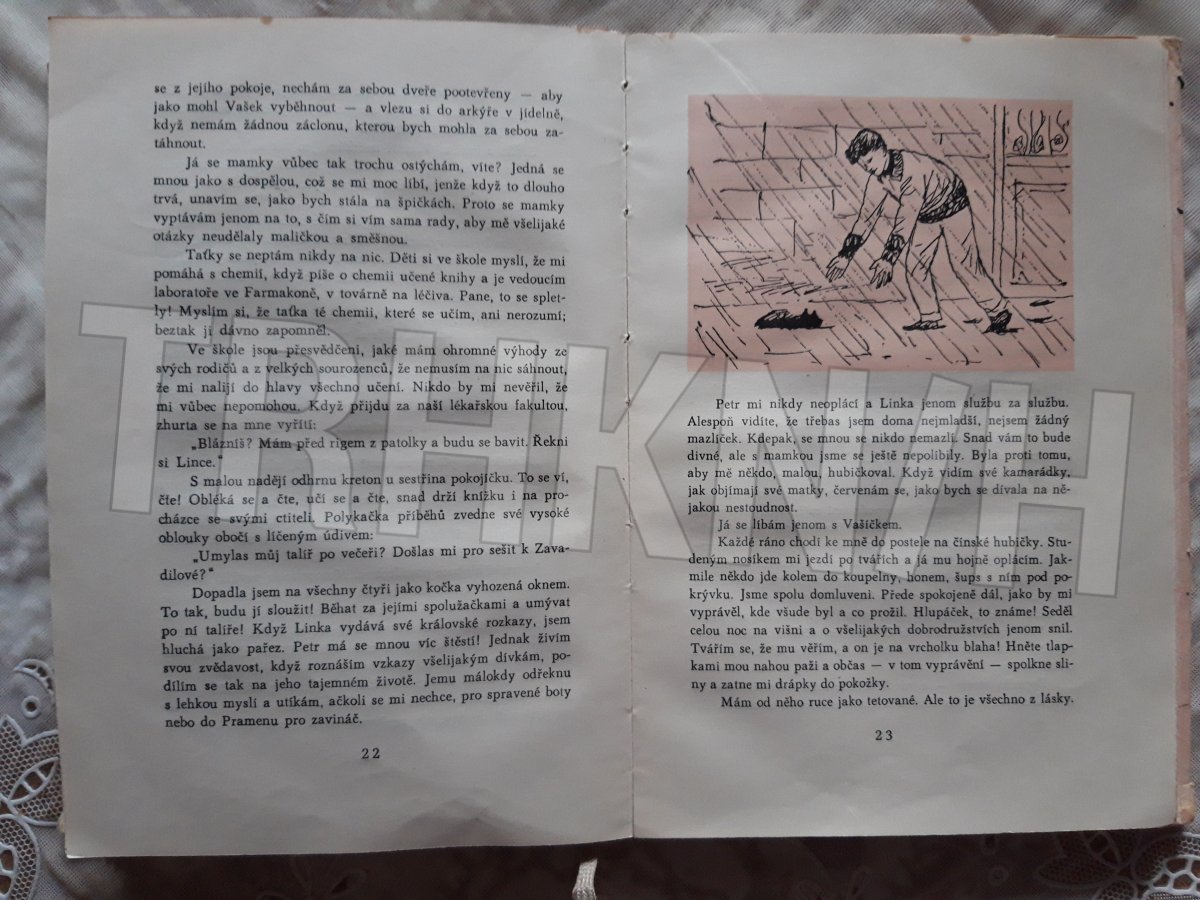 se z jejího pokoje, nechám za sebou dveře pootevřeny — aby
jako mohl Vašek vyběhnout — a vlezu si do arkýře v jídelně,
když nemám žádnou záclonu, kterou bych mohla za sebou za-
táhnout.
Já se mamky vůbec tak trochu ostýchám, víte? Jedná se
mnou jako s dospělou, což se mi moc líbí, jenže když to dlouho
trvá, unavím se, jako bych stála na špičkách. Proto se mamky
vyptávám jenom na to, s čím si vím sama rady, aby mě všelijaké
otázky neudělaly maličkou a směšnou.
Taťky se neptám nikdy na nic. Děti si ve škole myslí, že mi
pomáhá s chemií, když píše o chemii učené knihy a je vedoucím
laboratoře ve Farmakoně, v továrně na léčiva. Pane, to se splet-
ly! Myslím si, že taťka té chemii, které se učím, ani nerozumí;
beztak jí dávno zapomněl.
Ve škole jsou přesvědčeni, jaké mám ohromné výhody ze
svých rodičů a z velkých sourozenců, že nemusím na nic sáhnout,
že mi nalijí do hlavy všechno učení. Nikdo by mi nevěřil, že
mi vůbec nepomohou. Když přijdu za naší lékařskou fakultou,
zhurta se na mne vyřítí:
„Blázníš? Mám před rigem z patolky a budu se bavit. Řekni
si Lince.“
S malou nadějí odhrnu kreton u sestřina pokojíčku. To se ví,
čte! Obléká se a čte, učí se a čte, snad drží knížku i na pro-
cházce se svými ctiteli. Polykačka příběhů zvedne své vysoké
oblouky obočí s líčeným údivem:
„Umylas můj talíř po večeři? Došlas mi pro sešit k Zava-
dilové?“
Dopadla jsem na všechny čtyři jako kočka vyhozená oknem.
To tak, budu jí sloužit! Běhat za jejími spolužačkami a umývat
po ní talíře! Když Linka vydává své královské rozkazy, jsem
hluchá jako pařez. Petr má se mnou víc štěstí! Jednak živím
svou zvědavost, když roznáším vzkazy všelijakým dívkám, po-
dílím se tak na jeho tajemném životě. Jemu málokdy odřeknu
s lehkou myslí a utíkám, ačkoli se mi nechce, pro spravené boty
nebo do Pramenu pro zavináč.
22
Petr mi nikdy neoplácí a Linka jenom službu za službu.
Alespoň vidíte, že třebas jsem doma nejmladší, nejsem žádný
mazlíček. Kdepak, se mnou se nikdo nemazlí. Snad vám to bude
divné, ale s mamkou jsme se ještě nepolíbily. Byla proti tomu,
aby mě někdo, malou, hubičkoval. Když vidím své kamarádky,
jak objímají své matky, červenám se, jako bych se dívala na ně-
jakou nestoudnost.
Já se líbám jenom s Vašíčkem.
Každé ráno chodí ke mně do postele na čínské hubičky. Stu-
deným nosíkem mi jezdí po tvářích a já mu hojně oplácím. Jak-
mile někdo jde kolem do koupelny, honem, šups s ním pod po-
krývku. Jsme spolu domluveni. Přede spokojeně dál, jako by mi
vyprávěl, kde všude byl a co prožil. Hlupáček, to známe! Seděl
celou noc na višni a o všelijakých dobrodružstvích jenom snil.
Tvářím se, že mu věřím, a on je na vrcholku blaha! Hněte tlap-
kami mou nahou paži a občas — v tom vyprávění — spolkne sli-
ny a zatne mi drápky do pokožky.
Mám od něho ruce jako tetované. Ale to je všechno z lásky.
23
TRHKNIH